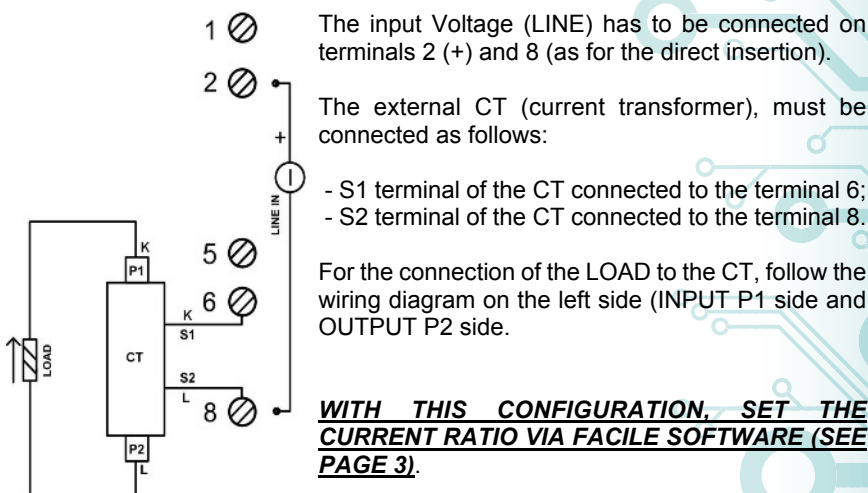 1
2
+
LINE IN
5
6
8
K
P1
CT
K
S1
S2
L
P2
L
LOAD
The input Voltage (LINE) has to be connected on
terminals 2 (+) and 8 (as for the direct insertion).
The external CT (current transformer), must be
connected as follows:
- S1 terminal of the CT connected to the terminal 6;
- S2 terminal of the CT connected to the terminal 8.
For the connection of the LOAD to the CT, follow the
wiring diagram on the left side (INPUT P1 side and
OUTPUT P2 side.
WITH THIS CONFIGURATION, SET THE
CURRENT RATIO VIA FACILE SOFTWARE (SEE
PAGE 3).